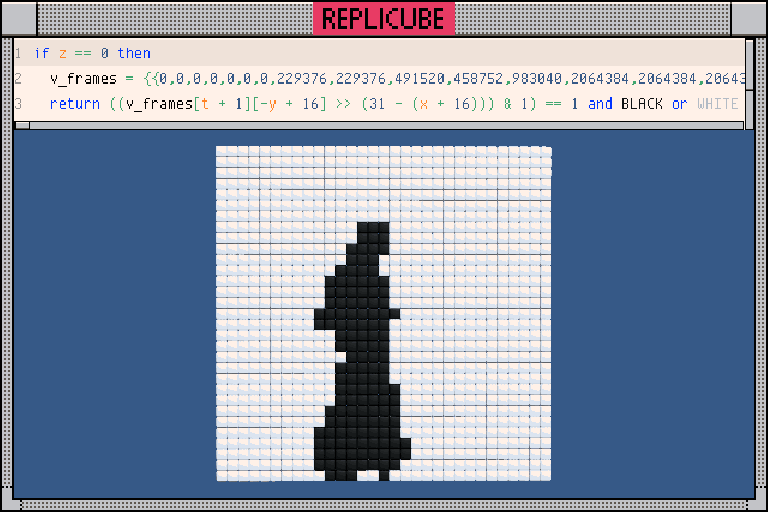 REPLICUBE
1 if z == 0 then
2 v_frames = {{0,0,0,0,0,0,0,229376,229376,491520,458752,983040,2064384,2064384,20643
3 return ((v_frames[t + 1][-y + 16] >> (31 - (x + 16))) & 1) == 1 and BLACK or WHITE